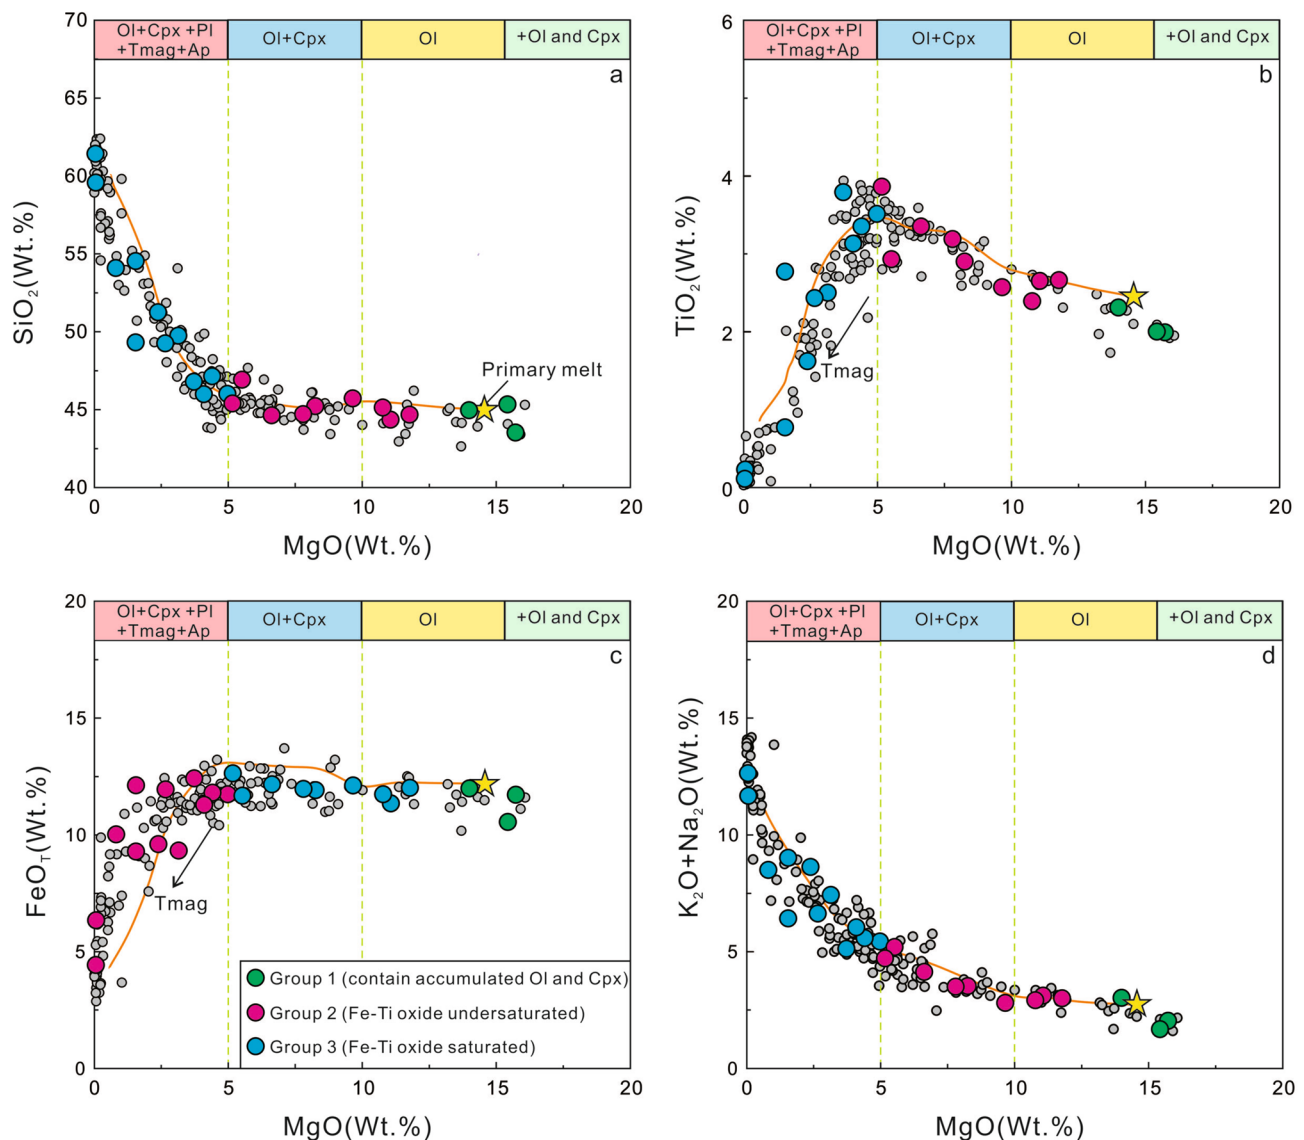 Ol+Cpx +Pl
+Tmag+Ap
Ol+Cpx
Ol
+Ol and Cpx
a
70
65
60
55
50
45
40
SiO₂(Wt.%)
Primary melt
0
5
10
15
20
MgO(Wt.%)
Ol+Cpx +Pl
+Tmag+Ap
Ol+Cpx
Ol
+Ol and Cpx
b
6
4
2
0
TiO₂(Wt.%)
Tmag
0
5
10
15
20
MgO(Wt.%)
Ol+Cpx +Pl
+Tmag+Ap
Ol+Cpx
Ol
+Ol and Cpx
c
20
15
10
5
0
FeOT(Wt.%)
Tmag
Group 1 (contain accumulated Ol and Cpx)
Group 2 (Fe-Ti oxide undersaturated)
Group 3 (Fe-Ti oxide saturated)
0
5
10
15
20
MgO(Wt.%)
Ol+Cpx +Pl
+Tmag+Ap
Ol+Cpx
Ol
+Ol and Cpx
d
20
15
10
5
0
K₂O+Na₂O(Wt.%)
0
5
10
15
20
MgO(Wt.%)